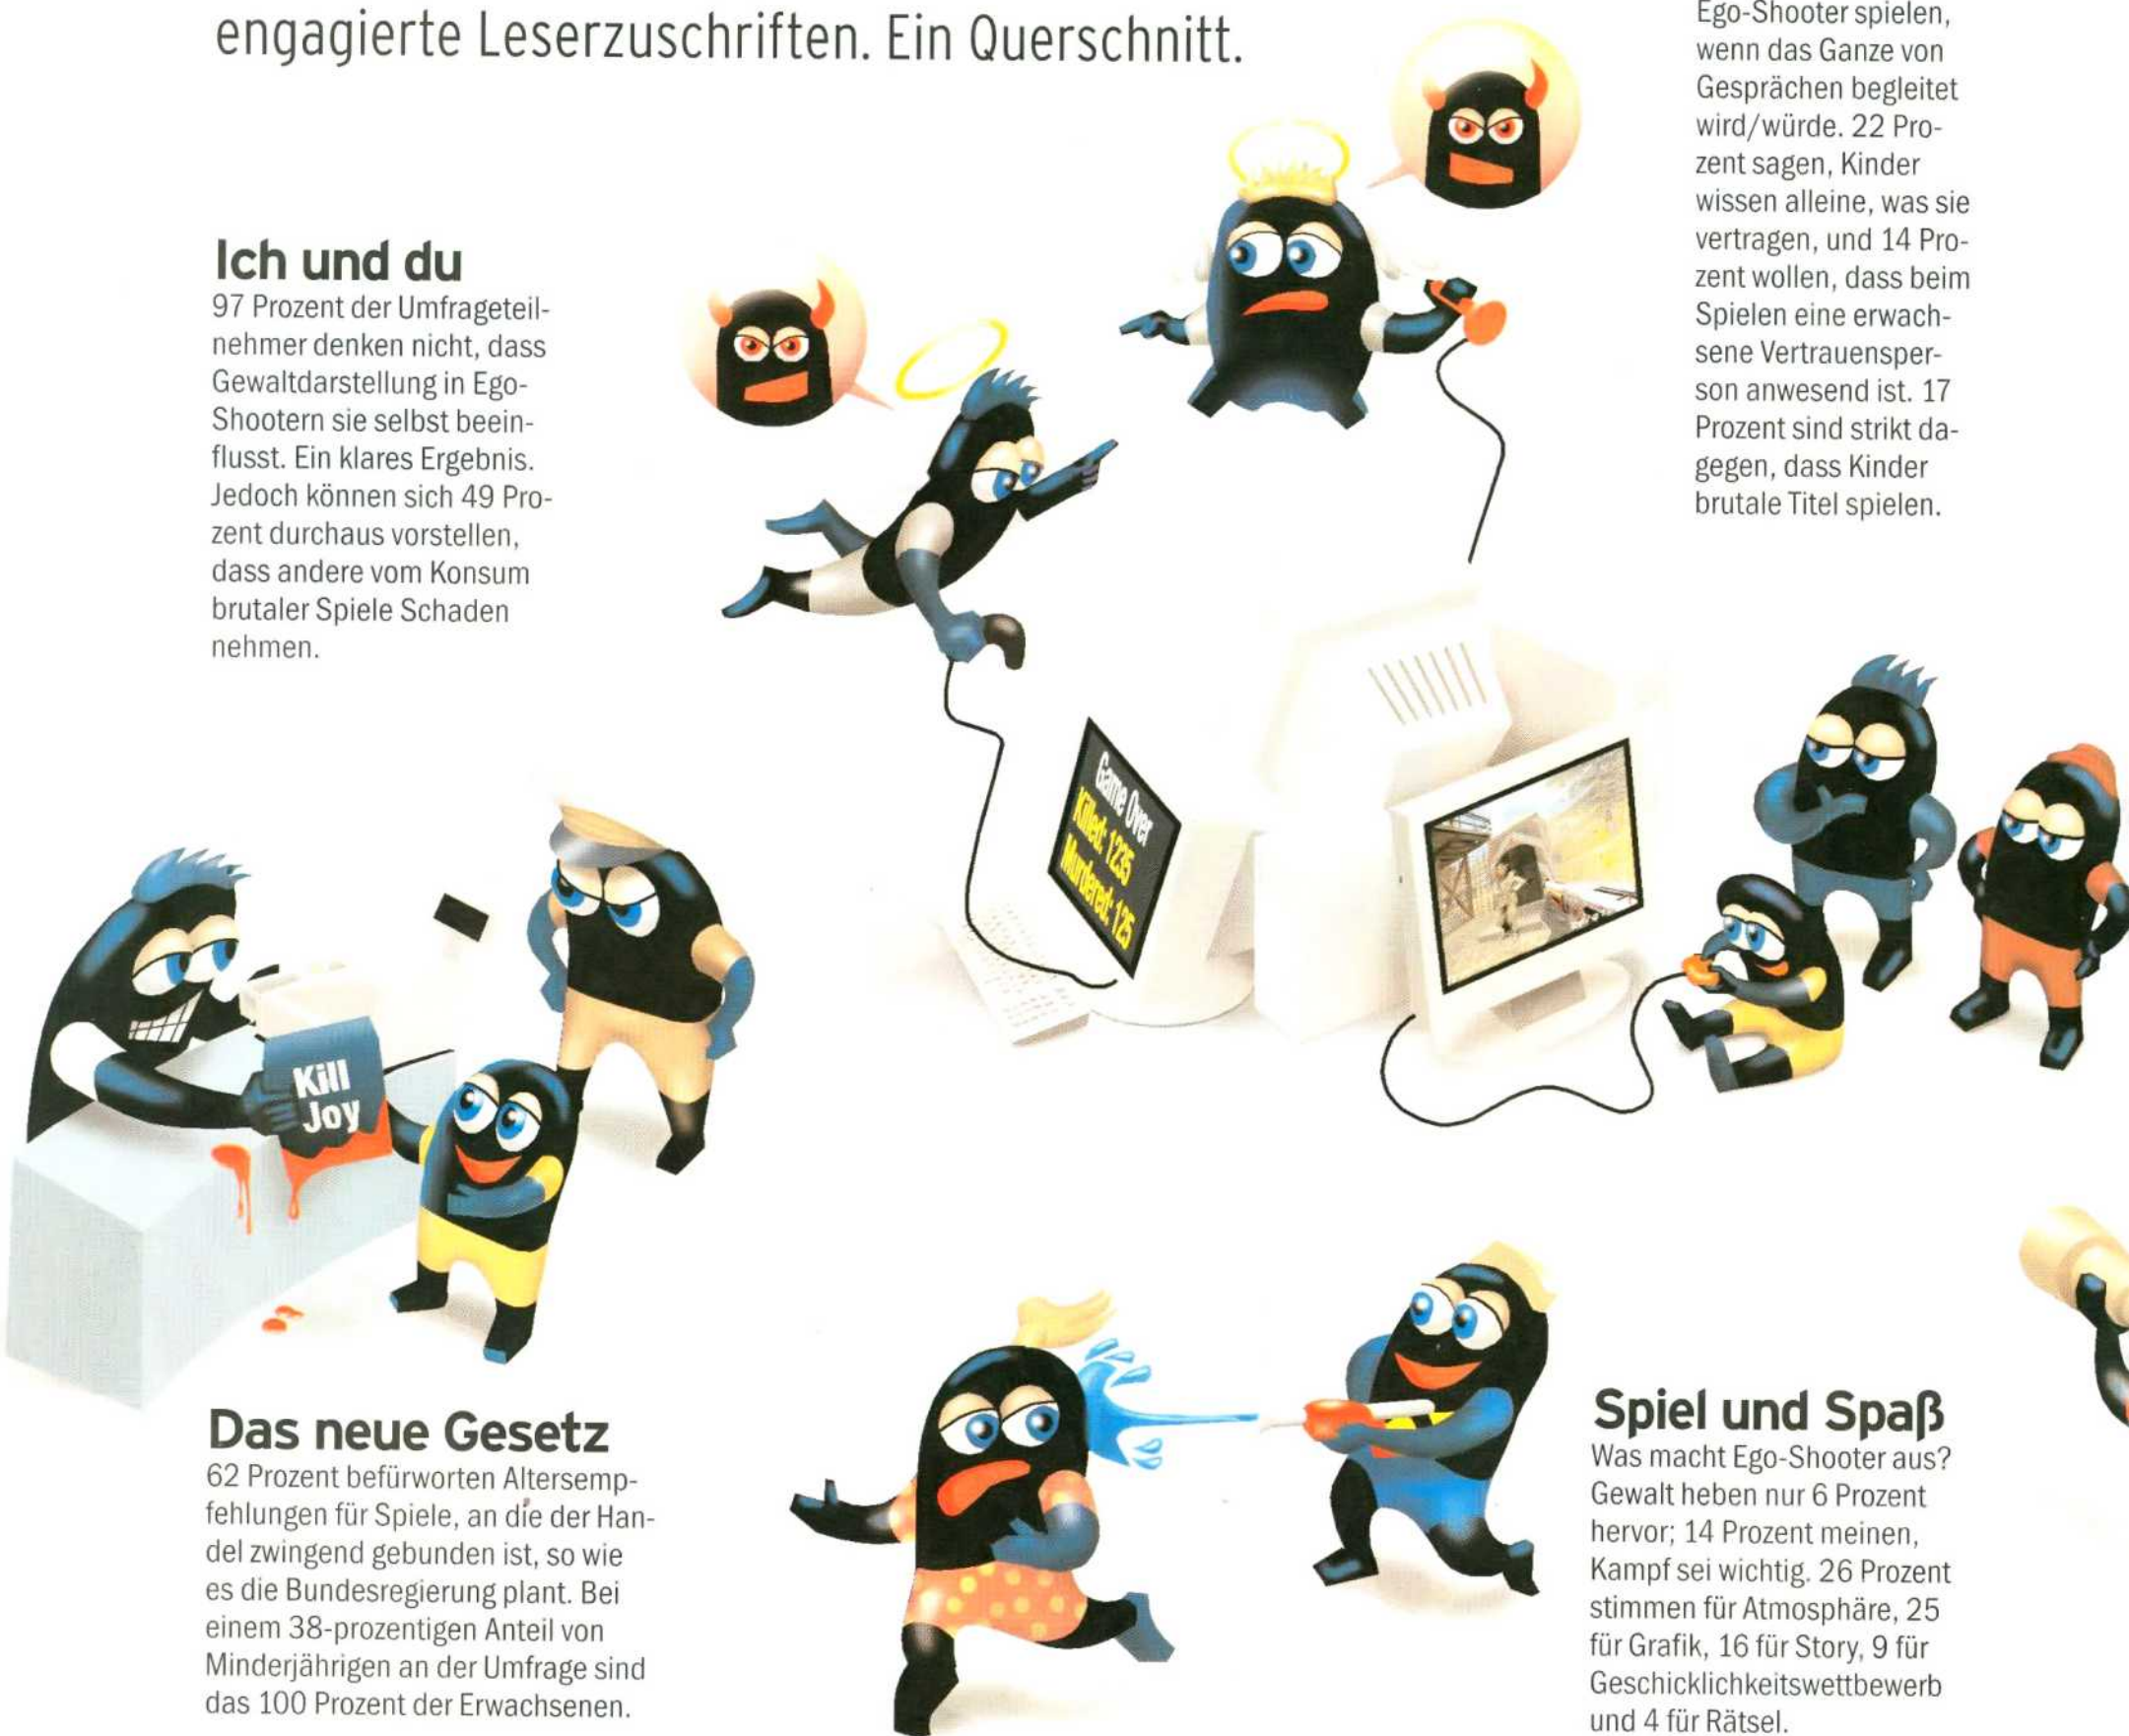 engagierte Leserzuschriften. Ein Querschnitt.
Ich und du
97 Prozent der Umfrageteil-
nehmer denken nicht, dass
Gewaltdarstellung in Ego-
Shootern sie selbst beein-
flusst. Ein klares Ergebnis.
Jedoch können sich 49 Pro-
zent durchaus vorstellen,
dass andere vom Konsum
brutaler Spiele Schaden
nehmen.
Ego-Shooter spielen,
wenn das Ganze von
Gesprächen begleitet
wird/würde. 22 Pro-
zent sagen, Kinder
wissen alleine, was sie
vertragen, und 14 Pro-
zent wollen, dass beim
Spielen eine erwach-
sene Vertrauensper-
son anwesend ist. 17
Prozent sind strikt da-
gegen, dass Kinder
brutale Titel spielen.
Game Over
Killed: 1235
Murdered: 125
Kill
Joy
Das neue Gesetz
62 Prozent befürworten Altersemp-
fehlungen für Spiele, an die der Han-
del zwingend gebunden ist, so wie
es die Bundesregierung plant. Bei
einem 38-prozentigen Anteil von
Minderjährigen an der Umfrage sind
das 100 Prozent der Erwachsenen.
Spiel und Spaß
Was macht Ego-Shooter aus?
Gewalt heben nur 6 Prozent
hervor; 14 Prozent meinen,
Kampf sei wichtig. 26 Prozent
stimmen für Atmosphäre, 25
für Grafik, 16 für Story, 9 für
Geschicklichkeitswettbewerb
und 4 für Rätsel.